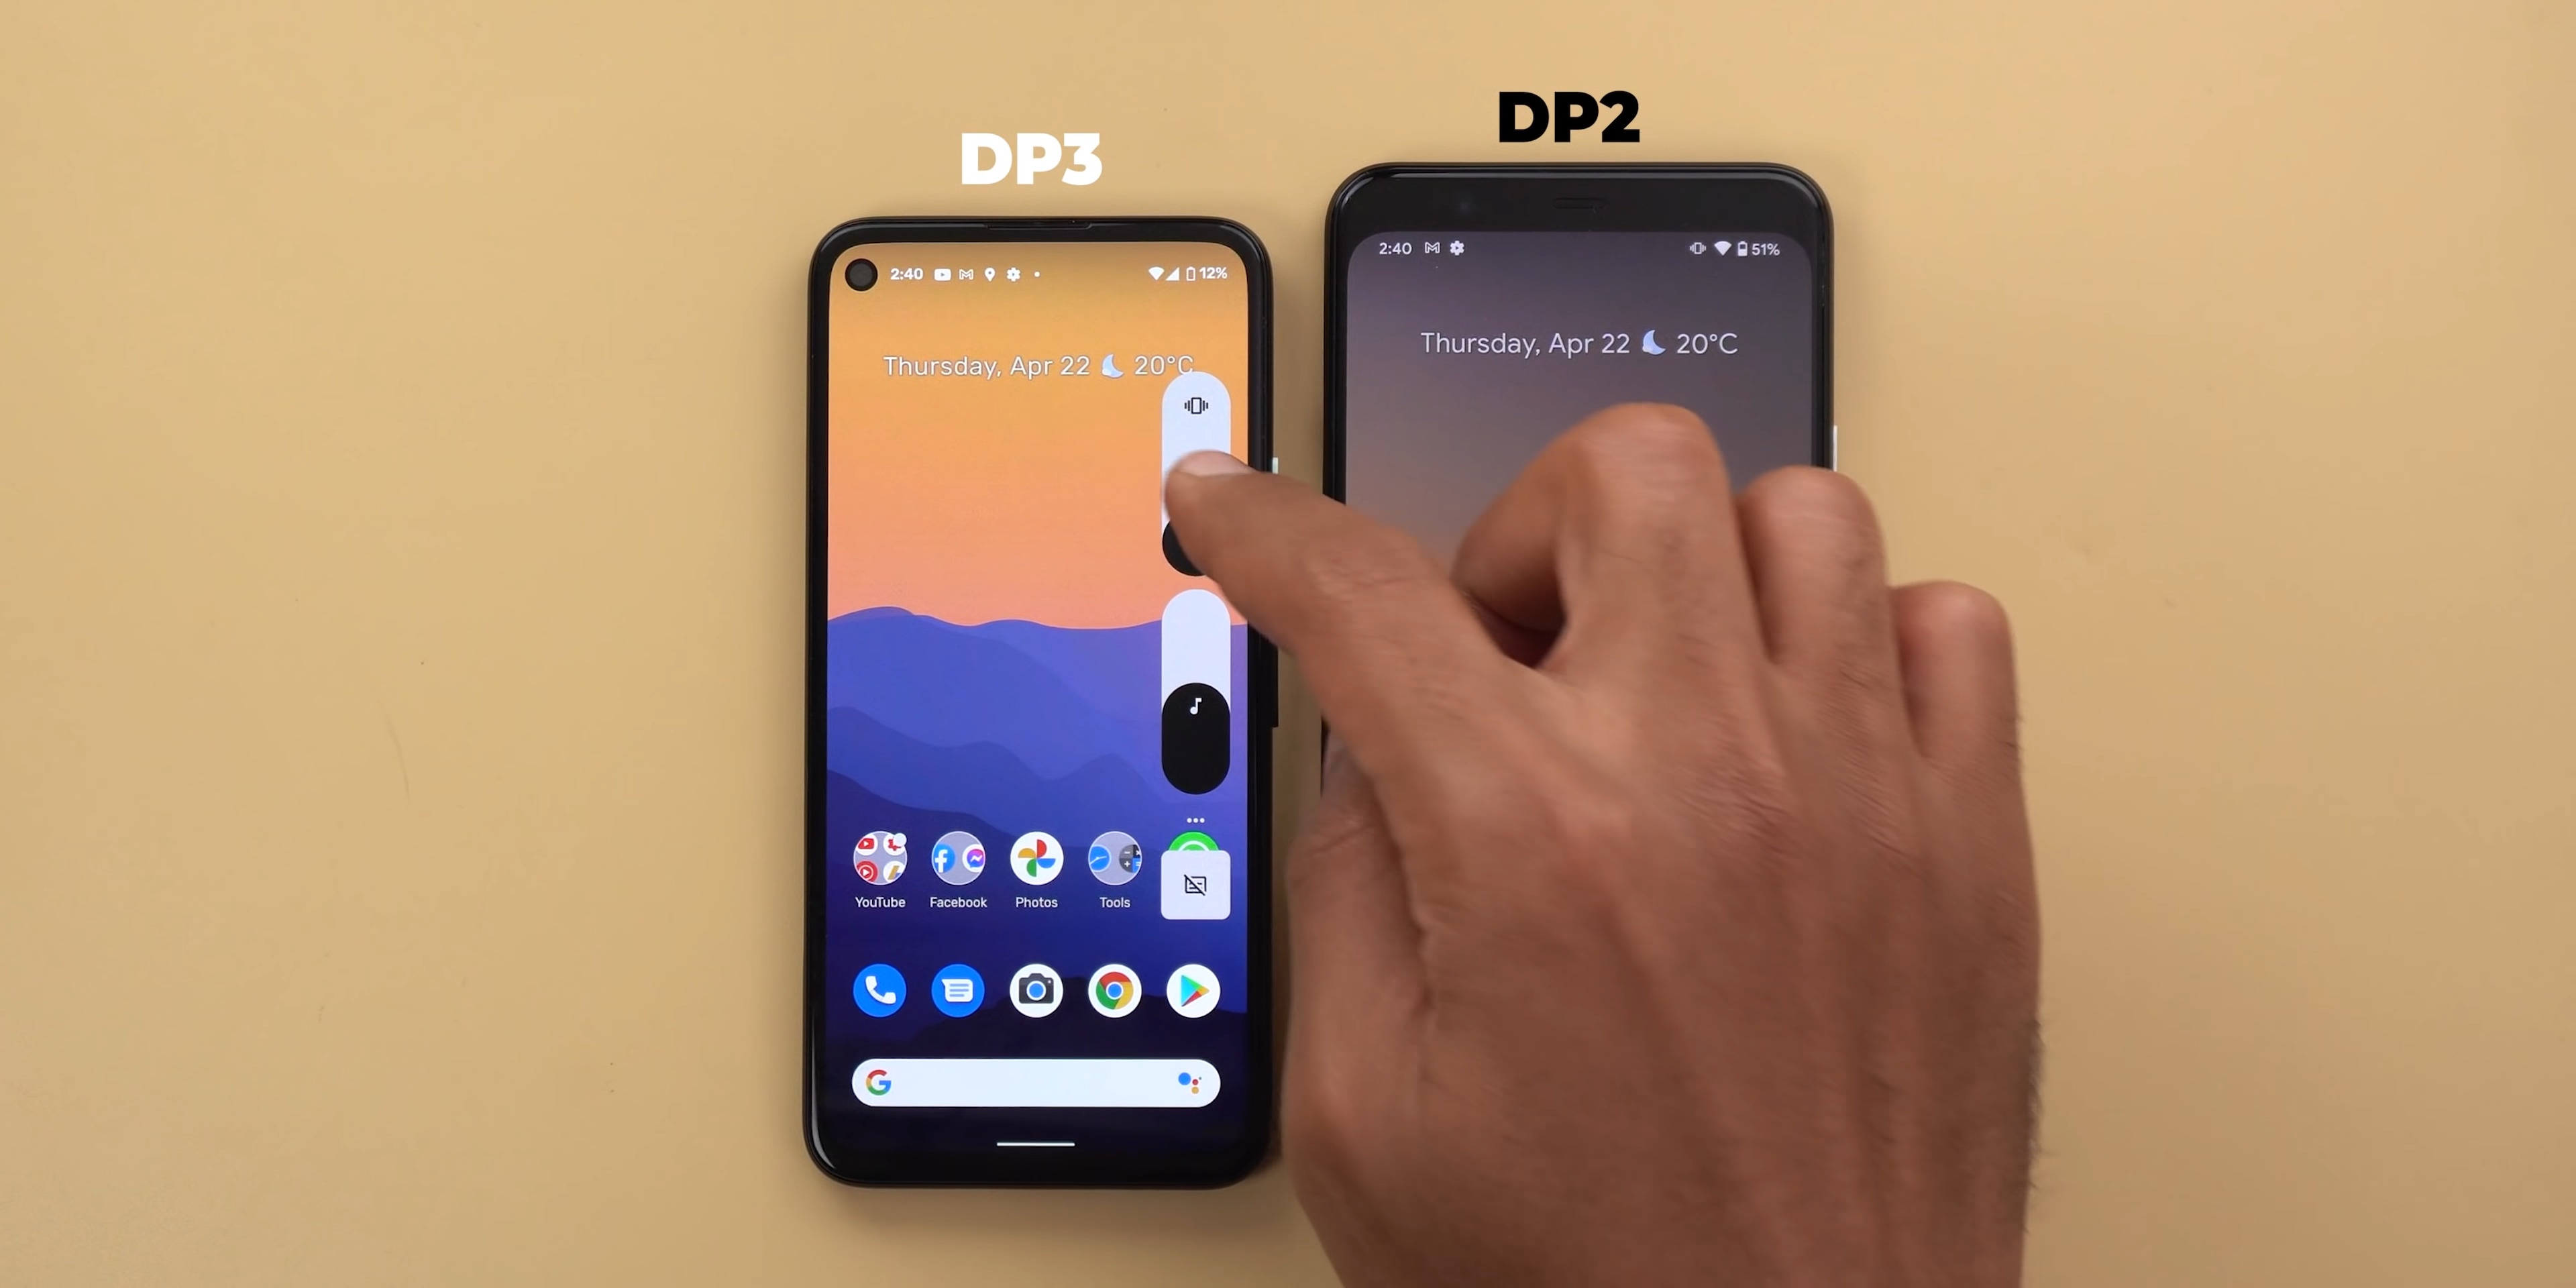 DP3
DP2
2:40
12%
Thursday, Apr 22 20°C
YouTube
Facebook
Photos
Tools
G
2:40
51%
Thursday, Apr 22 20°C